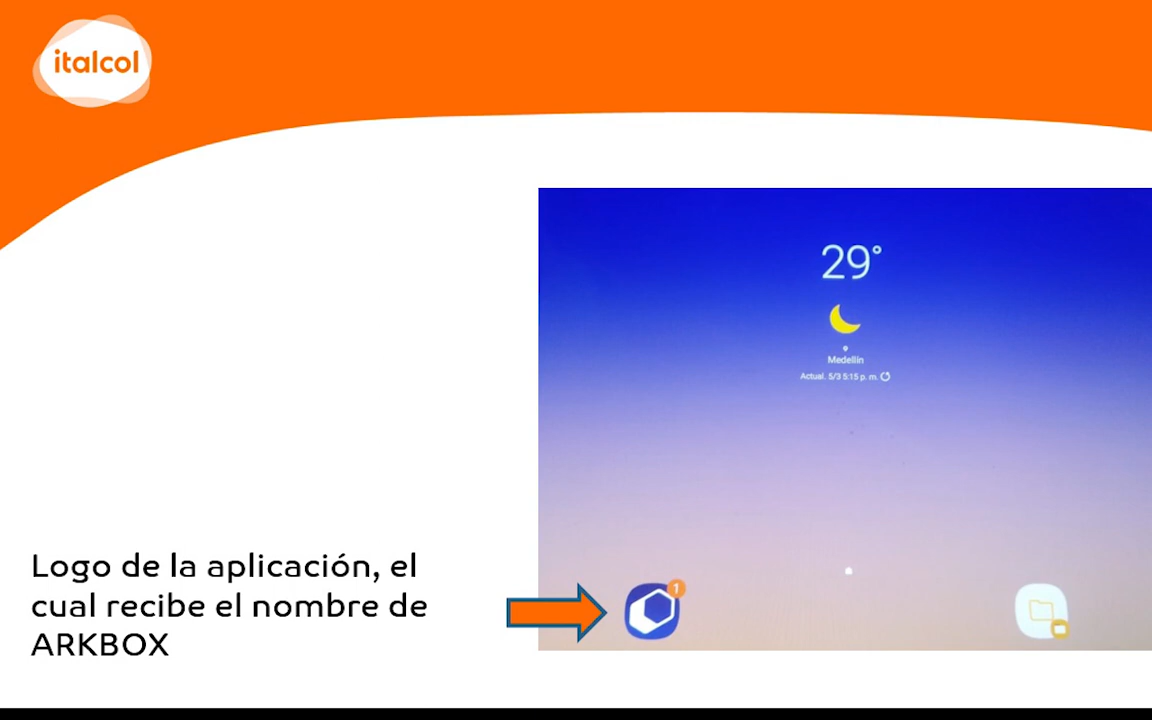 italcol
29°
Medellín
Actual. 5/3 5:15 p. m.
Logo de la aplicación, el
cual recibe el nombre de
ARKBOX
1